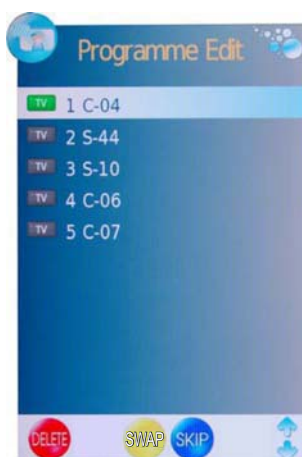 Programme Edit
TV 1 C-04
TV 2 S-44
TV 3 S-10
TV 4 C-06
TV 5 C-07
DELETE SWAP SKIP